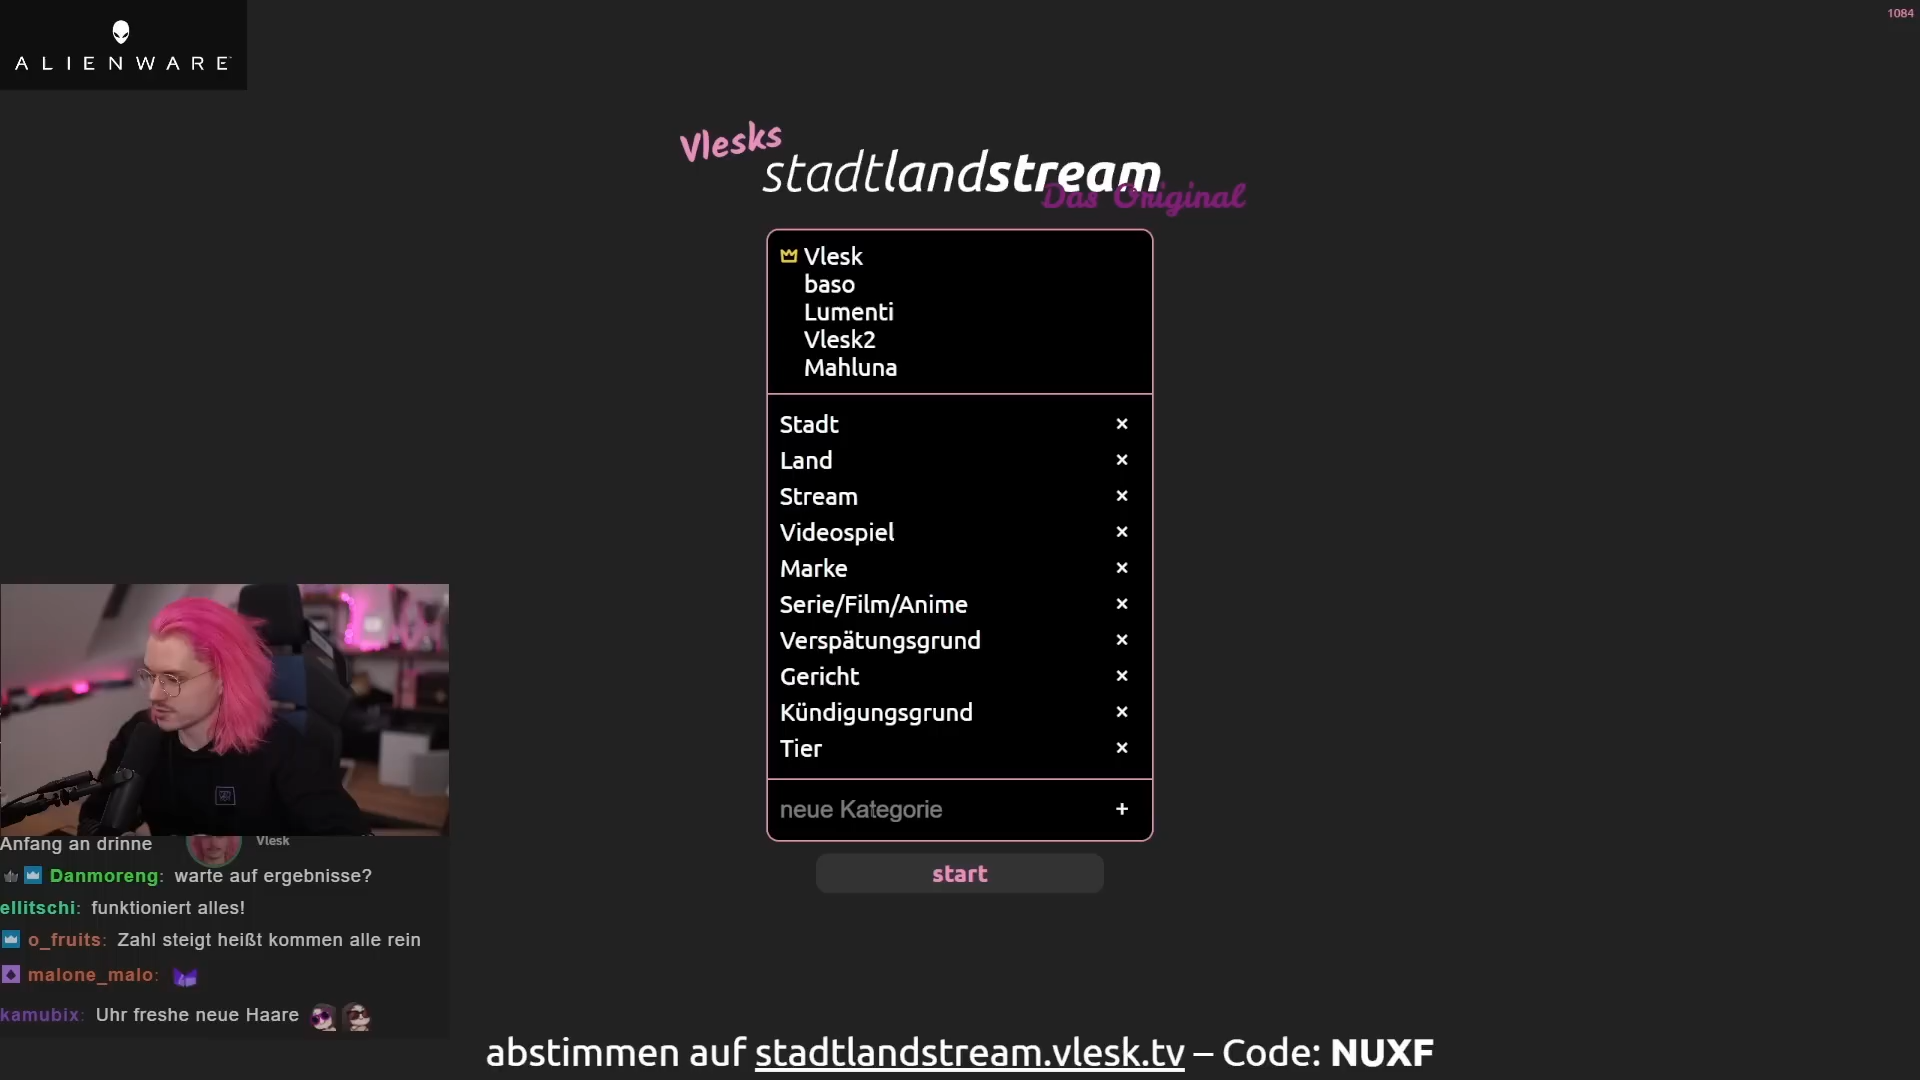 ALIENWARE
1084
Vlesks
stadtlandstream
Das Original
Vlesk
baso
Lumenti
Vlesk2
Mahluna
Stadt ×
Land ×
Stream ×
Videospiel ×
Marke ×
Serie/Film/Anime ×
Verspätungsgrund ×
Gericht ×
Kündigungsgrund ×
Tier ×
neue Kategorie +
start
Anfang an drinne
Vlesk
Danmoreng: warte auf ergebnisse?
ellitschi: funktioniert alles!
o_fruits: Zahl steigt heißt kommen alle rein
malone_malo:
kamubix: Uhr freshe neue Haare
abstimmen auf stadtlandstream.vlesk.tv – Code: NUXF